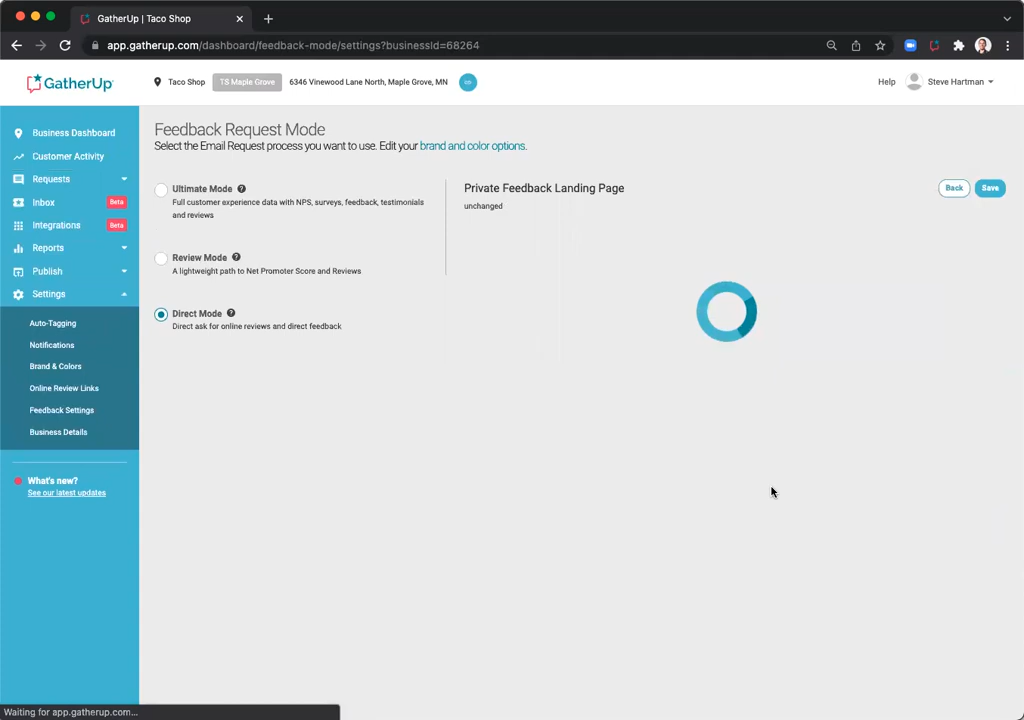 GatherUp | Taco Shop
app.gatherup.com/dashboard/feedback-mode/settings?businessId=68264
GatherUp
Taco Shop
TS Maple Grove
6346 Vinewood Lane North, Maple Grove, MN
Help
Steve Hartman
Business Dashboard
Customer Activity
Requests
Inbox
Beta
Integrations
Beta
Reports
Publish
Settings
Auto-Tagging
Notifications
Brand & Colors
Online Review Links
Feedback Settings
Business Details
What's new?
See our latest updates
Feedback Request Mode
Select the Email Request process you want to use. Edit your brand and color options.
Ultimate Mode
Full customer experience data with NPS, surveys, feedback, testimonials
and reviews
Review Mode
A lightweight path to Net Promoter Score and Reviews
Direct Mode
Direct ask for online reviews and direct feedback
Private Feedback Landing Page
unchanged
Back
Save
Waiting for app.gatherup.com...